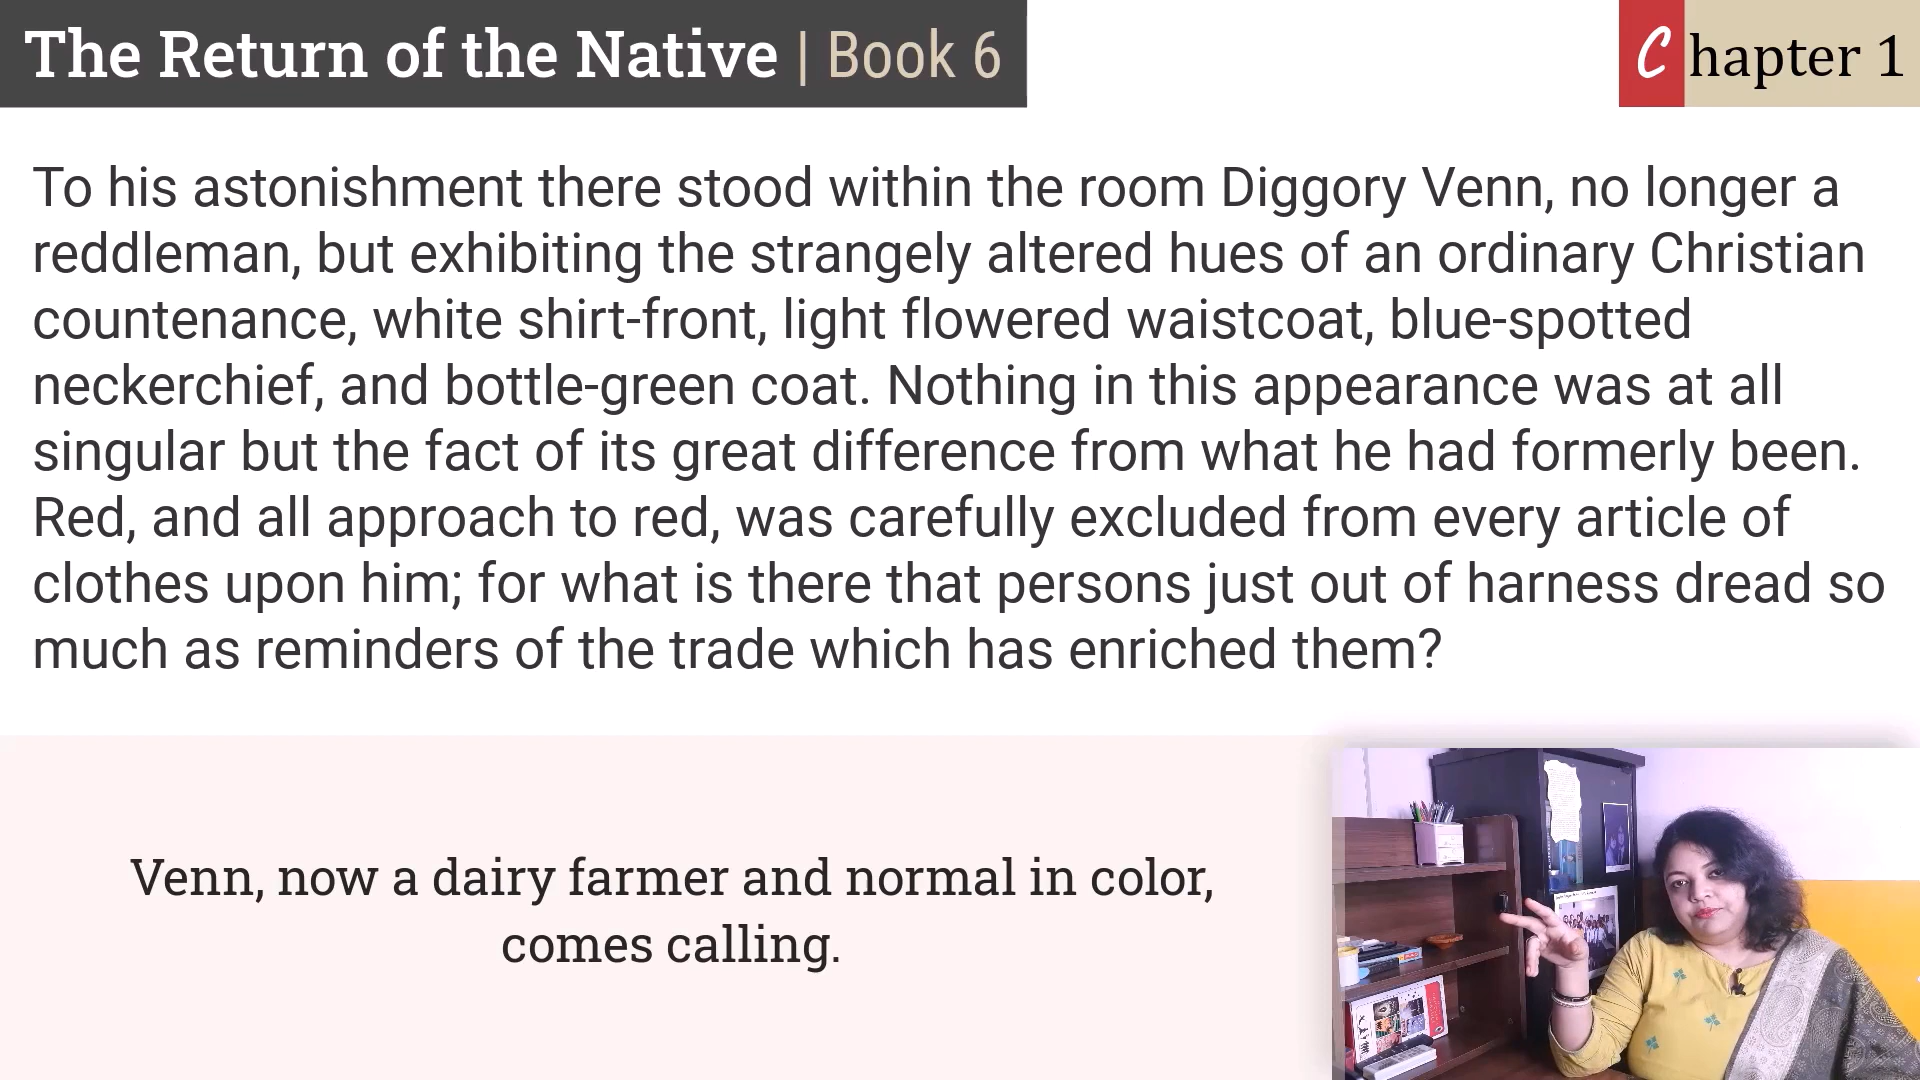 The Return of the Native | Book 6
Chapter 1
To his astonishment there stood within the room Diggory Venn, no longer a
reddleman, but exhibiting the strangely altered hues of an ordinary Christian
countenance, white shirt-front, light flowered waistcoat, blue-spotted
neckerchief, and bottle-green coat. Nothing in this appearance was at all
singular but the fact of its great difference from what he had formerly been.
Red, and all approach to red, was carefully excluded from every article of
clothes upon him; for what is there that persons just out of harness dread so
much as reminders of the trade which has enriched them?
Venn, now a dairy farmer and normal in color,
comes calling.